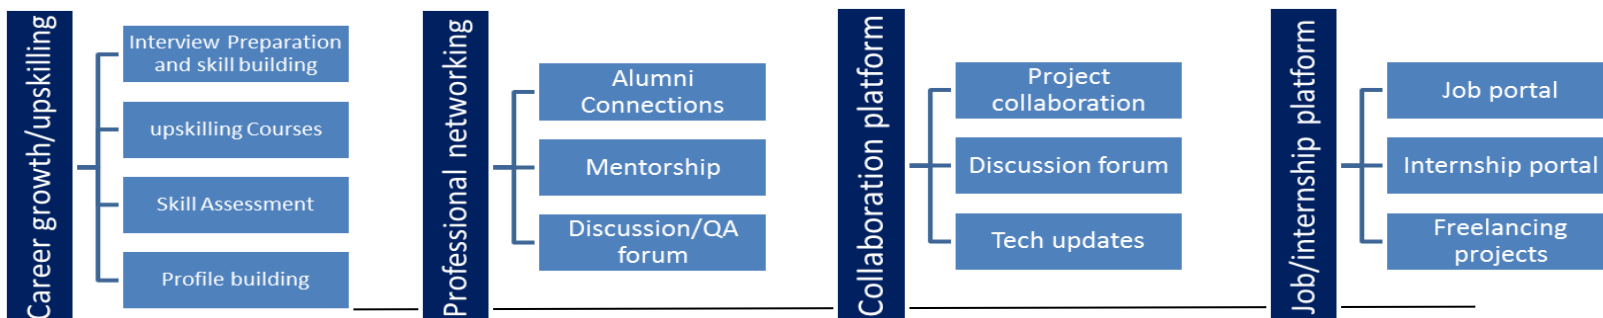 Career growth/upskilling
Interview Preparation
and skill building
upskilling Courses
Skill Assessment
Profile building
Professional networking
Alumni
Connections
Mentorship
Discussion/QA
forum
Collaboration platform
Project
collaboration
Discussion forum
Tech updates
Job/internship platform
Job portal
Internship portal
Freelancing
projects